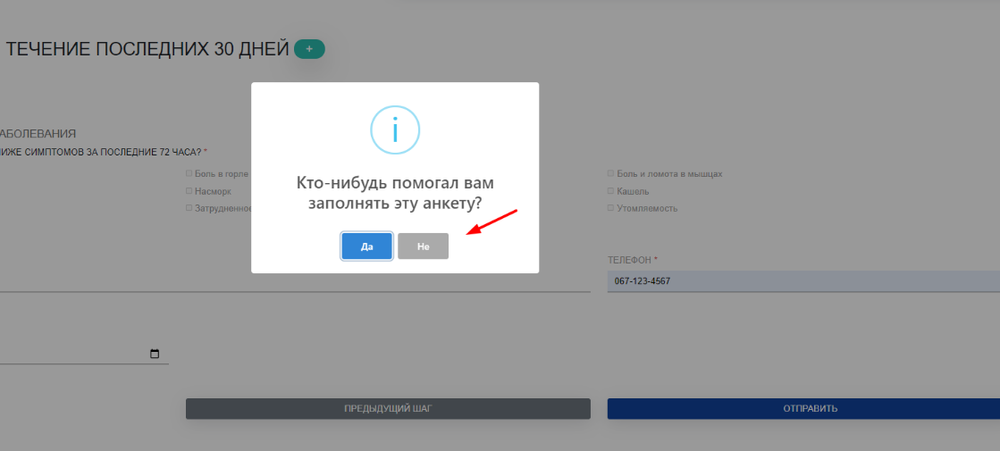 ТЕЧЕНИЕ ПОСЛЕДНИХ 30 ДНЕЙ +
АБОЛЕВАНИЯ
ИЖЕ СИМПТОМОВ ЗА ПОСЛЕДНИЕ 72 ЧАСА? *
Боль в горле
Насморк
Затрудненное
Боль и ломота в мышцах
Кашель
Утомляемость
i
Кто-нибудь помогал вам
заполнять эту анкету?
Да
Не
ТЕЛЕФОН *
067-123-4567
ПРЕДЫДУЩИЙ ШАГ
ОТПРАВИТЬ